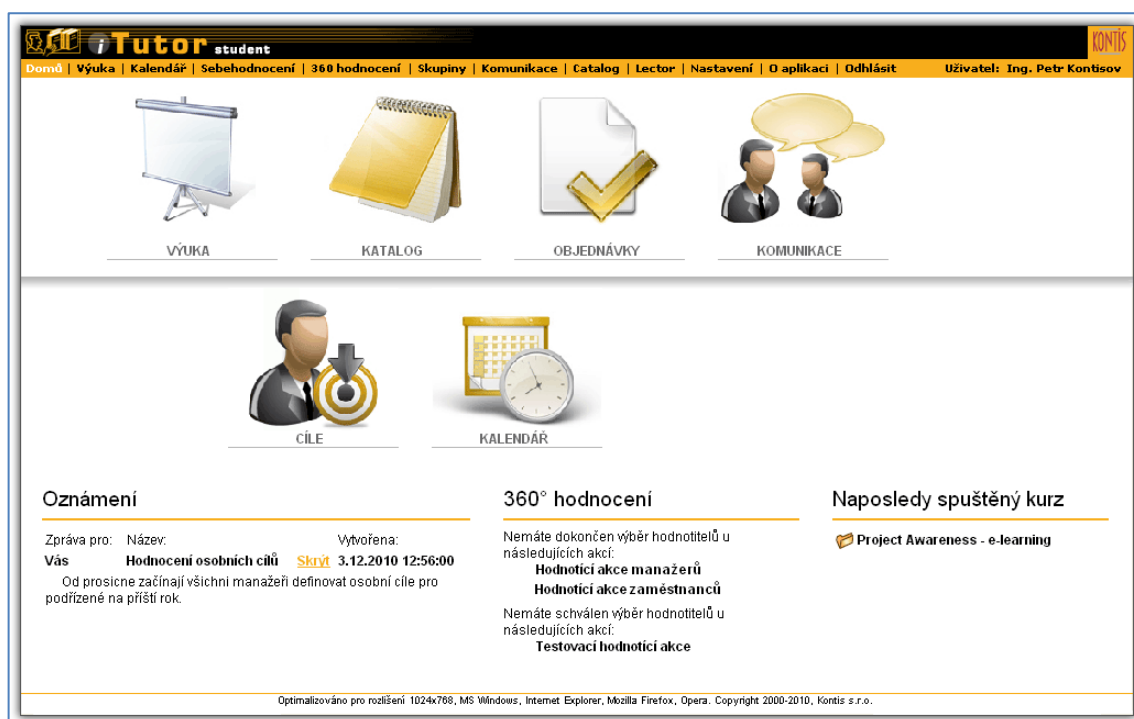 iTutor student
KONTIS
Domů | Výuka | Kalendář | Sebehodnocení | 360 hodnocení | Skupiny | Komunikace | Catalog | Lector | Nastavení | O aplikaci | Odhlásit Uživatel: Ing. Petr Kontisov
VÝUKA KATALOG OBJEDNÁVKY KOMUNIKACE
CÍLE KALENDÁŘ
Oznámení
Zpráva pro: Název: Vytvořena:
Vás Hodnocení osobních cílů Skrýt 3.12.2010 12:56:00
Od prosicne začínají všichni manažeři definovat osobní cíle pro
podřízené na příští rok.
360° hodnocení
Nemáte dokončen výběr hodnotitelů u
následujících akcí:
Hodnotící akce manažerů
Hodnotící akce zaměstnanců
Nemáte schválen výběr hodnotitelů u
následujících akcí:
Testovací hodnotící akce
Naposledy spuštěný kurz
Project Awareness - e-learning
Optimalizováno pro rozlišení 1024x768, MS Windows, Internet Explorer, Mozilla Firefox, Opera. Copyright 2000-2010, Kontis s.r.o.